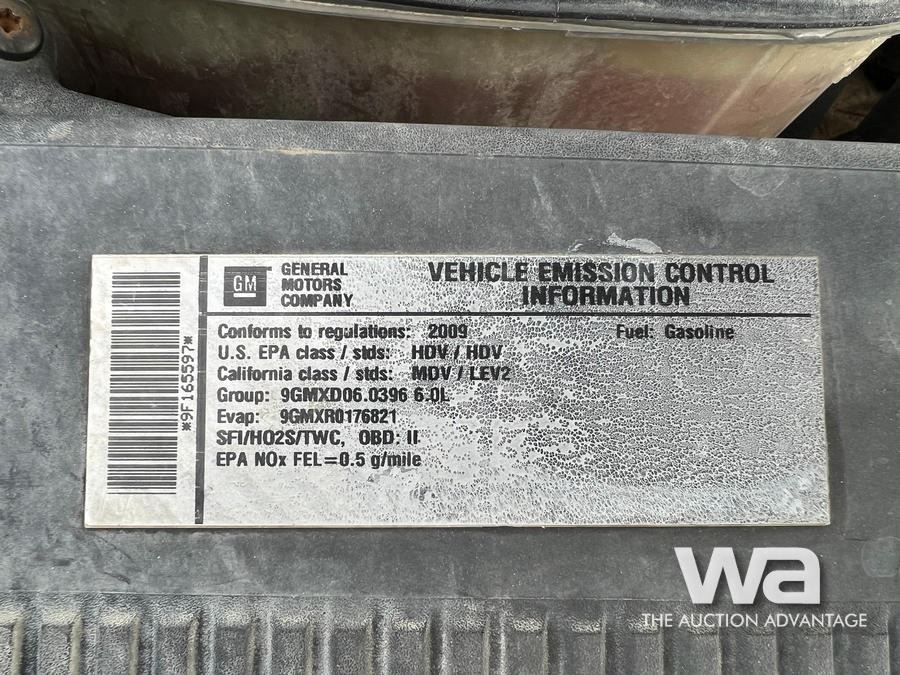 *9F165597*
GM
GENERAL
MOTORS
COMPANY
VEHICLE EMISSION CONTROL
INFORMATION
Conforms to regulations: 2009
Fuel: Gasoline
U.S. EPA class / stds: HDV / HDV
California class / stds: MDV / LEV2
Group: 9GMXD06.0396 6.0L
Evap: 9GMXR0176821
SFI/HO2S/TWC, OBD: II
EPA NOx FEL=0.5 g/mile
wa
THE AUCTION ADVANTAGE